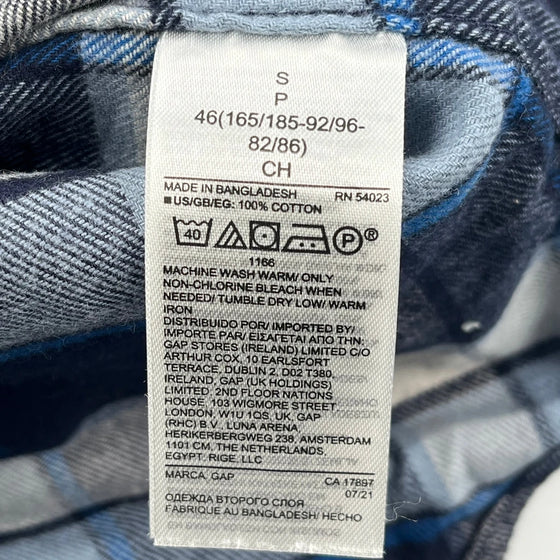 S
P
46(165/185-92/96-
82/86)
CH
MADE IN BANGLADESH RN 54023
US/GB/EG: 100% COTTON
40 P ®
1166
MACHINE WASH WARM/ ONLY
NON-CHLORINE BLEACH WHEN
NEEDED/ TUMBLE DRY LOW/ WARM
IRON
DISTRIBUIDO POR/ IMPORTED BY/
IMPORTE PAR/ ΕΙΣΑΓΕΤΑΙ ΑΠΟ ΤΗΝ:
GAP STORES (IRELAND) LIMITED C/O
ARTHUR COX, 10 EARLSFORT
TERRACE, DUBLIN 2, D02 T380,
IRELAND, GAP (UK HOLDINGS)
LIMITED, 2ND FLOOR NATIONS
HOUSE, 103 WIGMORE STREET
LONDON, W1U 1QS, UK, GAP
(RHC) B.V., LUNA ARENA,
HERIKERBERGWEG 238, AMSTERDAM
1101 CM, THE NETHERLANDS,
EGYPT, RIGE, LLC
MARCA, GAP CA 17897
07/21
ОДЕЖДА ВТОРОГО СЛОЯ
FABRIQUE AU BANGLADESH/ HECHO